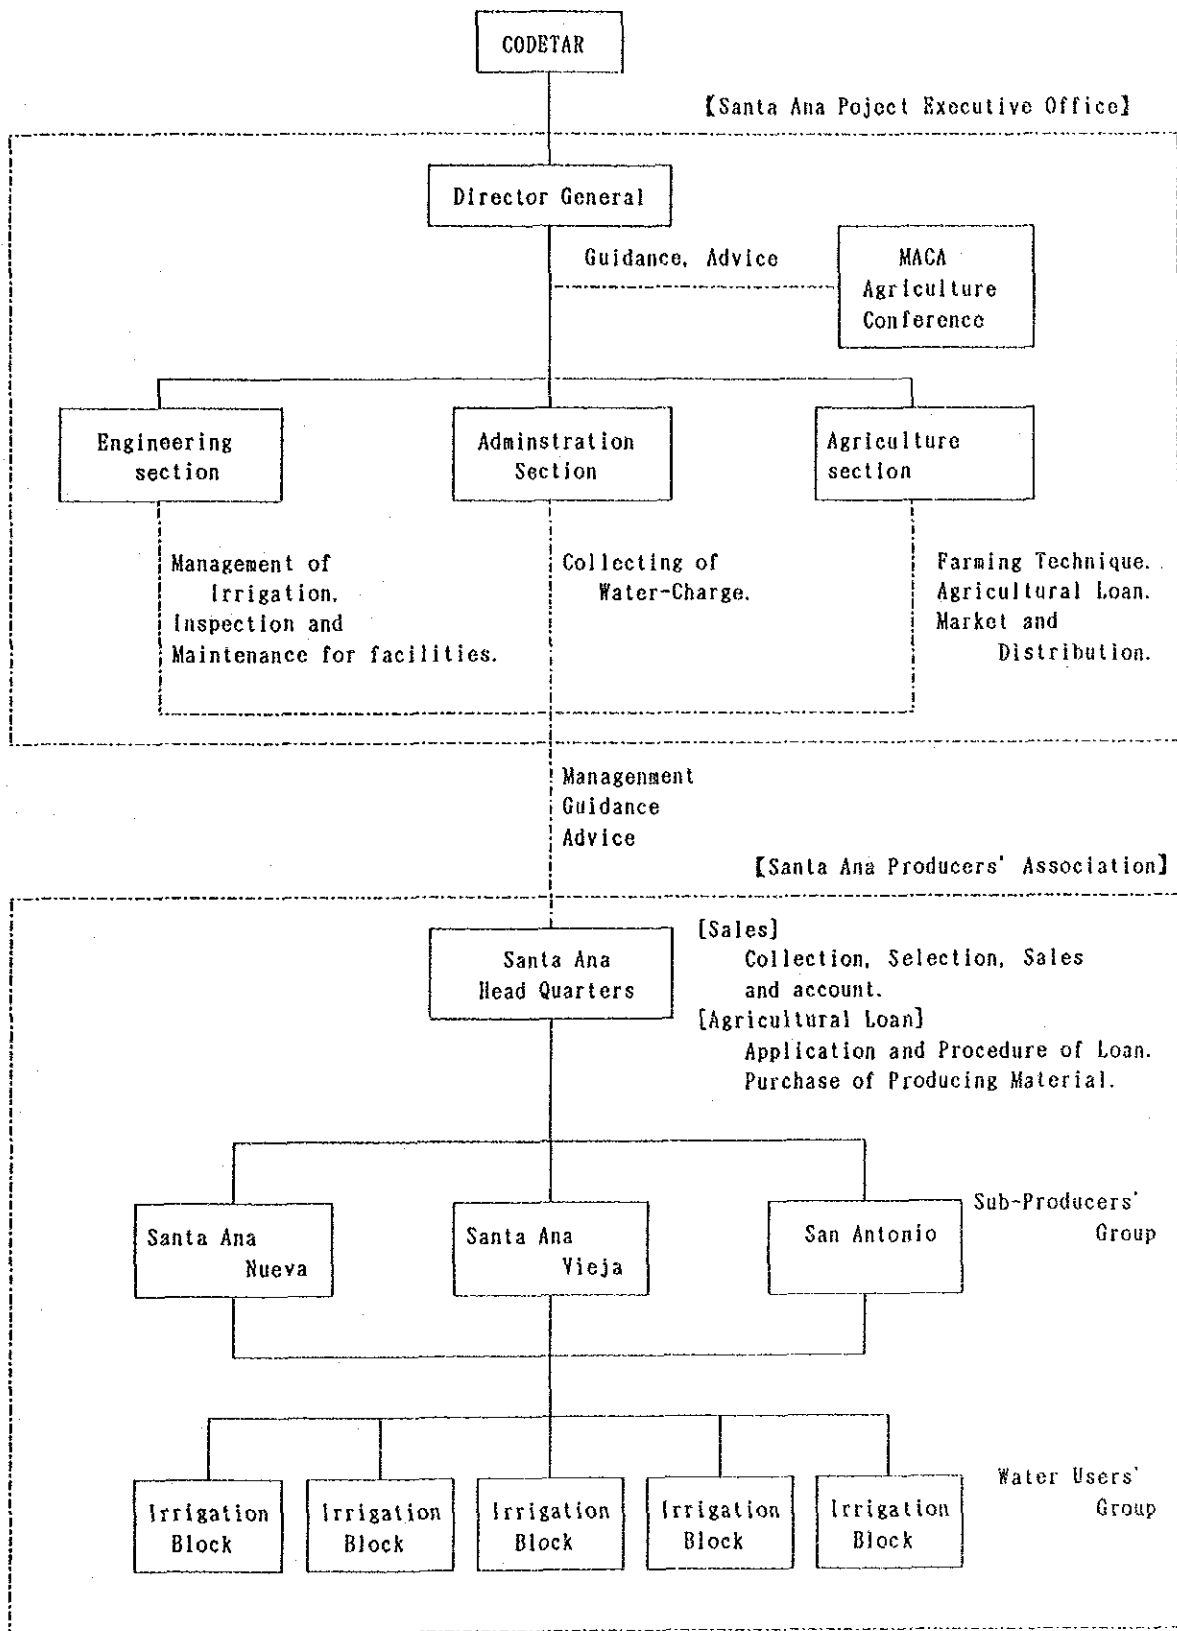 CODETAR
【Santa Ana Poject Executive Office】
Director General
Guidance, Advice
MACA
Agriculture
Conference
Engineering
section
Adminstration
Section
Agriculture
section
Management of
Irrigation.
Inspection and
Maintenance for facilities.
Collecting of
Water-Charge.
Farming Technique.
Agricultural Loan.
Market and
Distribution.
Managenment
Guidance
Advice
【Santa Ana Producers' Association】
Santa Ana
Head Quarters
[Sales]
Collection, Selection, Sales
and account.
[Agricultural Loan]
Application and Procedure of Loan.
Purchase of Producing Material.
Santa Ana
Nueva
Santa Ana
Vieja
San Antonio
Sub-Producers'
Group
Irrigation
Block
Irrigation
Block
Irrigation
Block
Irrigation
Block
Irrigation
Block
Water Users'
Group